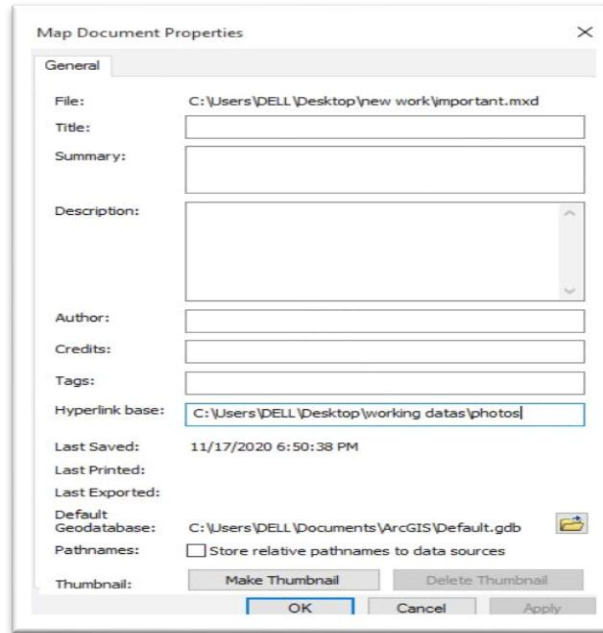 Map Document Properties
General
File: C:\Users\DELL\Desktop\new work\important.mxd
Title:
Summary:
Description:
Author:
Credits:
Tags:
Hyperlink base: C:\Users\DELL\Desktop\working datas\photos
Last Saved: 11/17/2020 6:50:38 PM
Last Printed:
Last Exported:
Default
Geodatabase: C:\Users\DELL\Documents\ArcGIS\Default.gdb
Pathnames: Store relative pathnames to data sources
Thumbnail: Make Thumbnail Delete Thumbnail
OK Cancel Apply